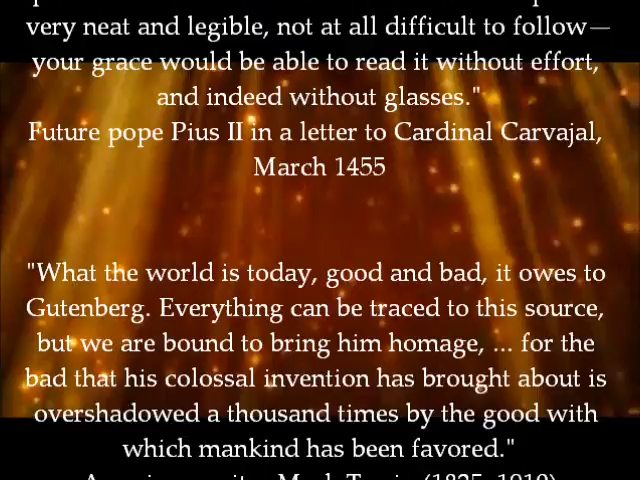 very neat and legible, not at all difficult to follow—
your grace would be able to read it without effort,
and indeed without glasses."
Future pope Pius II in a letter to Cardinal Carvajal,
March 1455
"What the world is today, good and bad, it owes to
Gutenberg. Everything can be traced to this source,
but we are bound to bring him homage, ... for the
bad that his colossal invention has brought about is
overshadowed a thousand times by the good with
which mankind has been favored."
American writer Mark Twain (1835–1910)